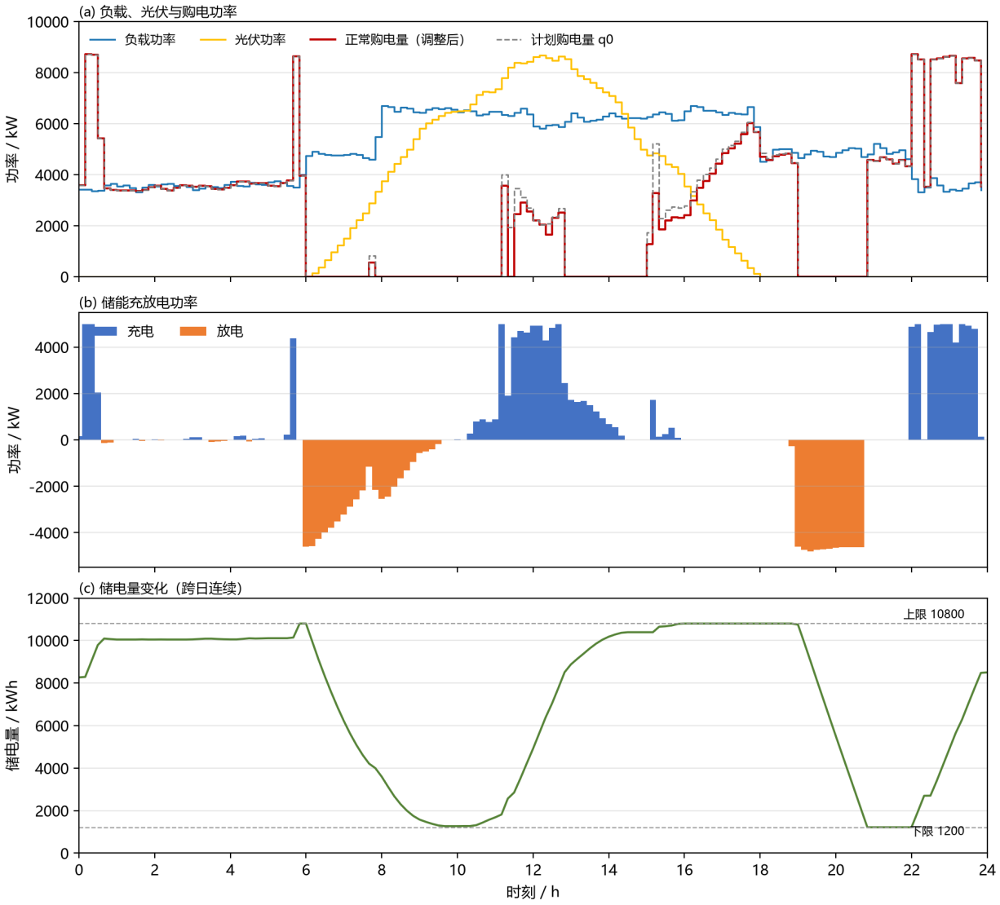 (a) 负载、光伏与购电功率
10000
负载功率 光伏功率 正常购电量（调整后） 计划购电量 q0
8000
6000
4000
2000
0
功率 / kW
(b) 储能充放电功率
充电 放电
4000
2000
0
-2000
-4000
功率 / kW
(c) 储电量变化（跨日连续）
12000
上限 10800
10000
8000
6000
4000
2000
下限 1200
0
储电量 / kWh
0 2 4 6 8 10 12 14 16 18 20 22 24
时刻 / h